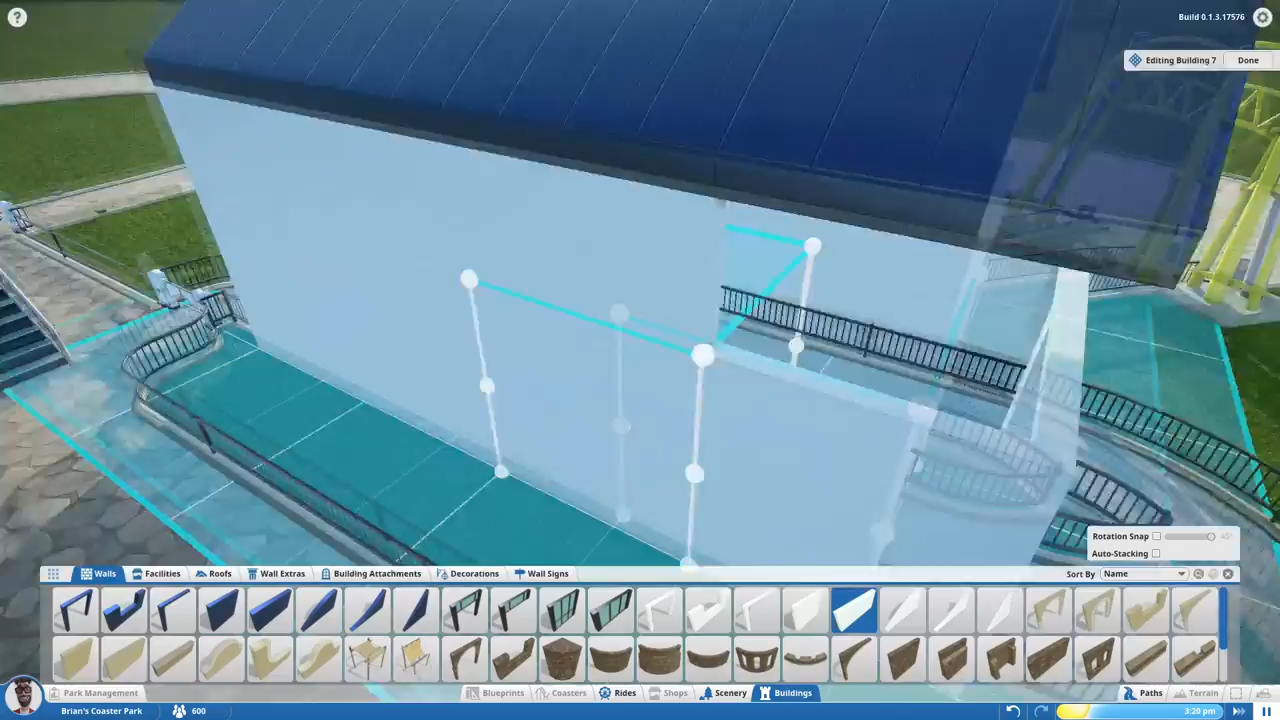 ?
Build 0.1.3.17576
Editing Building 7 Done
Rotation Snap 45°
Auto-Stacking
Walls Facilities Roofs Wall Extras Building Attachments Decorations Wall Signs Sort By Name
Park Management Blueprints Coasters Rides Shops Scenery Buildings Paths Terrain
Brian's Coaster Park 600 3:20 pm